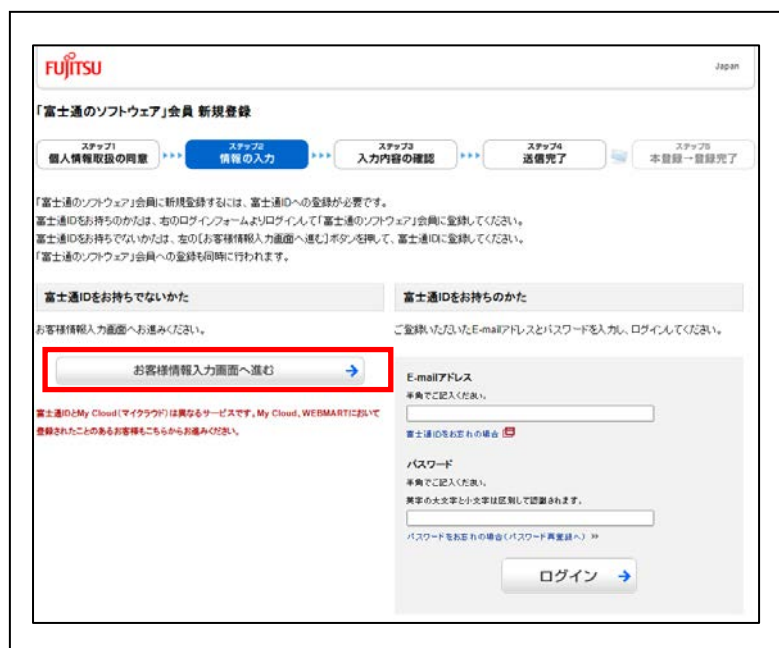 FUJITSU
Japan
「富士通のソフトウェア」会員 新規登録
ステップ1
個人情報取扱の同意
ステップ2
情報の入力
ステップ3
入力内容の確認
ステップ4
送信完了
ステップ5
本登録→登録完了
「富士通のソフトウェア」会員に新規登録するには、富士通IDへの登録が必要です。
富士通IDをお持ちのかたは、右のログインフォームよりログインして「富士通のソフトウェア」会員に登録してください。
富士通IDをお持ちでないかたは、左の[お客様情報入力画面へ進む]ボタンを押して、富士通IDに登録してください。
「富士通のソフトウェア」会員への登録も同時に行われます。
富士通IDをお持ちでないかた
お客様情報入力画面へお進みください。
お客様情報入力画面へ進む
富士通IDとMy Cloud(マイクラウド)は異なるサービスです。My Cloud、WEBMARTにおいて
登録されたことのあるお客様もこちらからお進みください。
富士通IDをお持ちのかた
ご登録いただいたE-mailアドレスとパスワードを入力し、ログインしてください。
E-mailアドレス
半角でご記入ください。
富士通IDをお忘れの場合
パスワード
半角でご記入ください。
英字の大文字と小文字は区別して認識されます。
パスワードをお忘れの場合(パスワード再登録へ) »
ログイン